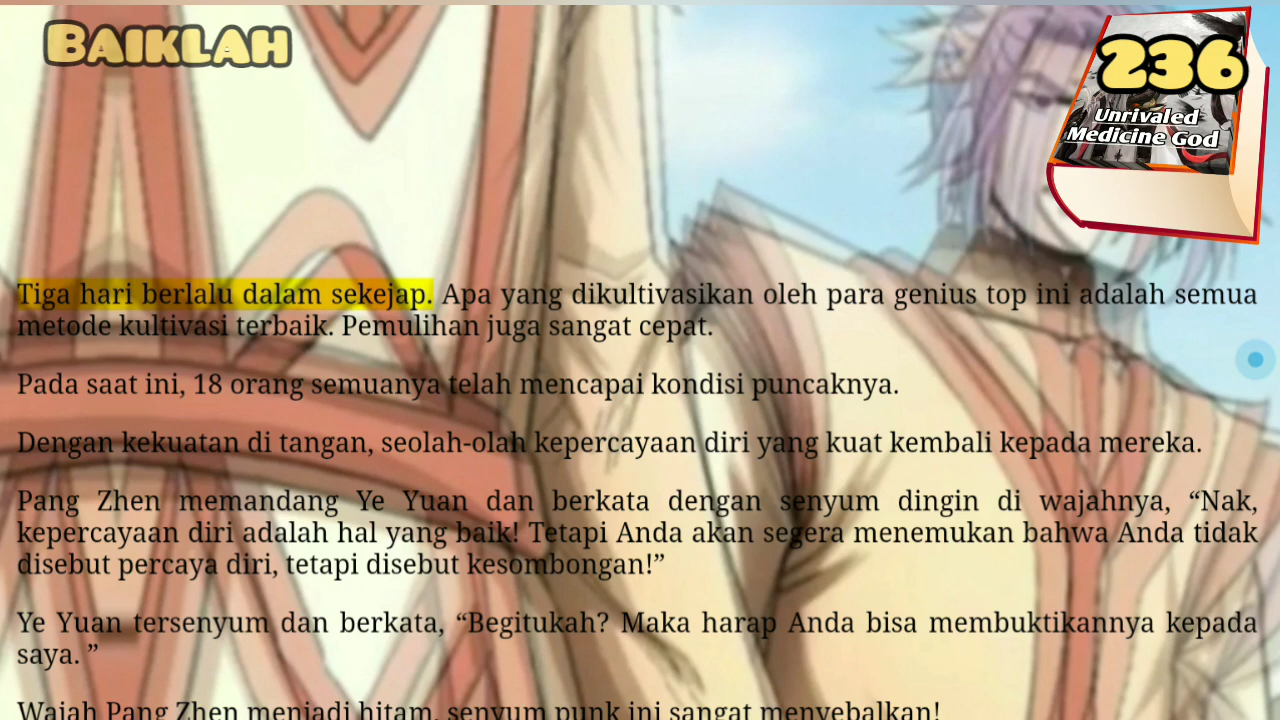 BAIKLAH
236
Unrivaled
Medicine God
Tiga hari berlalu dalam sekejap. Apa yang dikultivasikan oleh para genius top ini adalah semua
metode kultivasi terbaik. Pemulihan juga sangat cepat.
Pada saat ini, 18 orang semuanya telah mencapai kondisi puncaknya.
Dengan kekuatan di tangan, seolah-olah kepercayaan diri yang kuat kembali kepada mereka.
Pang Zhen memandang Ye Yuan dan berkata dengan senyum dingin di wajahnya, “Nak,
kepercayaan diri adalah hal yang baik! Tetapi Anda akan segera menemukan bahwa Anda tidak
disebut percaya diri, tetapi disebut kesombongan!”
Ye Yuan tersenyum dan berkata, “Begitukah? Maka harap Anda bisa membuktikannya kepada
saya. ”
Wajah Pang Zhen menjadi hitam, senyum punk ini sangat menyebalkan!